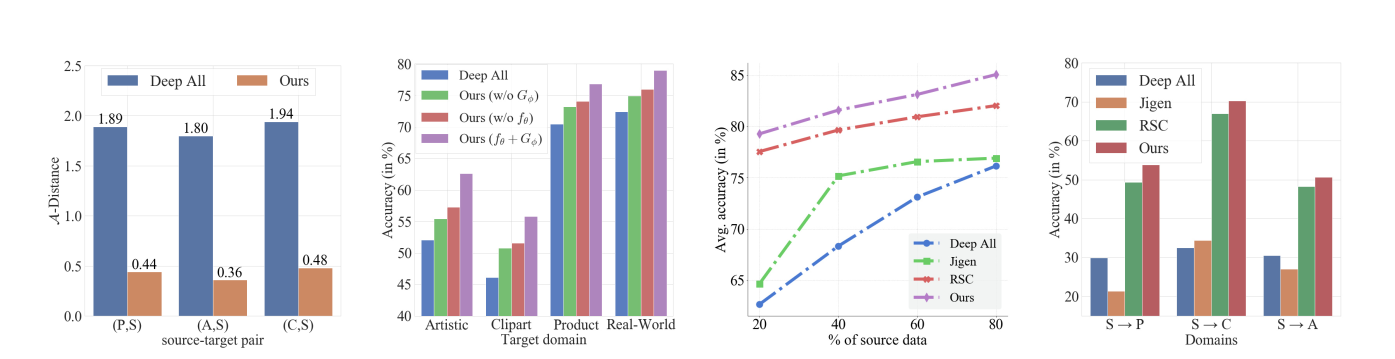 2.5
2.0
1.5
1.0
0.5
0.0
𝒜-Distance
Deep All
Ours
1.89
0.44
1.80
0.36
1.94
0.48
(P,S)
(A,S)
(C,S)
source-target pair
80
75
70
65
60
55
50
45
40
Accuracy (in %)
Deep All
Ours (w/o Gϕ)
Ours (w/o fθ)
Ours (fθ + Gϕ)
Artistic
Clipart
Product
Real-World
Target domain
85
80
75
70
65
Avg. accuracy (in %)
Deep All
Jigen
RSC
Ours
20
40
60
80
% of source data
80
70
60
50
40
30
20
Accuracy (in %)
Deep All
Jigen
RSC
Ours
S → P
S → C
S → A
Domains